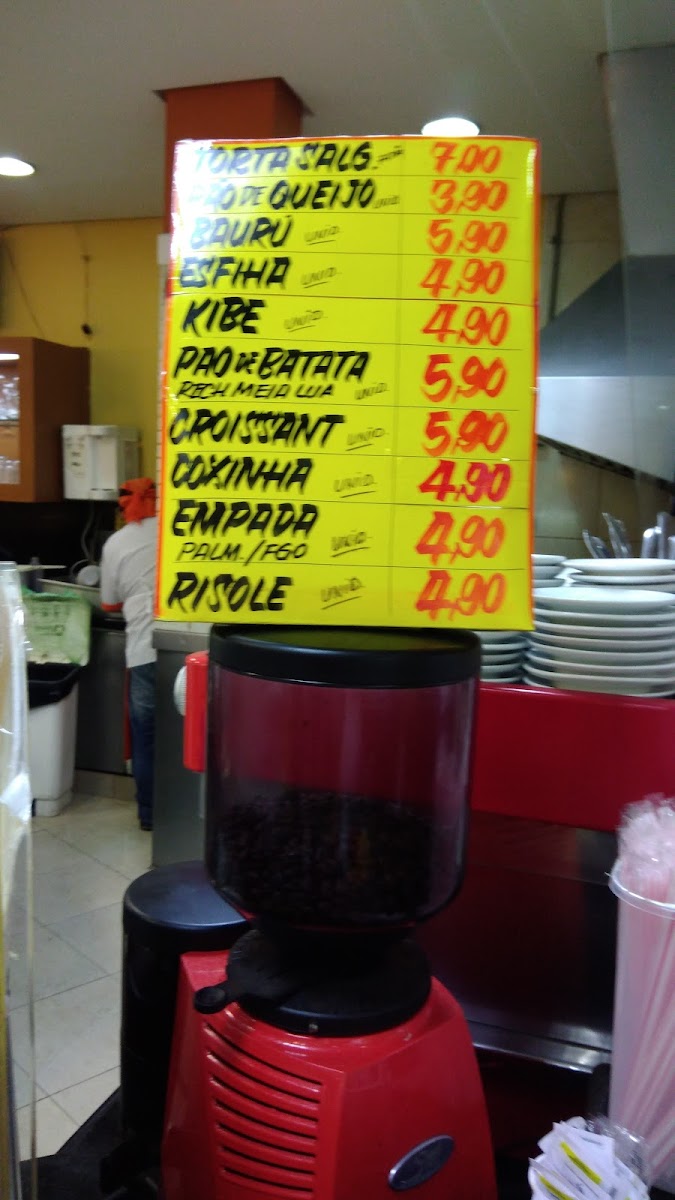 TORTA SALG. 7,00
PÃO DE QUEIJO UNID. 3,90
BAURÚ UNID. 5,90
ESFIHA UNID. 4,90
KIBE UNID. 4,90
PAO DE BATATA 5,90
RECH MEIA LUA UNID.
CROISSANT UNID. 5,90
COXINHA UNID. 4,90
EMPADA 4,90
PALM./FGO UNID.
RISOLE UNID. 4,90